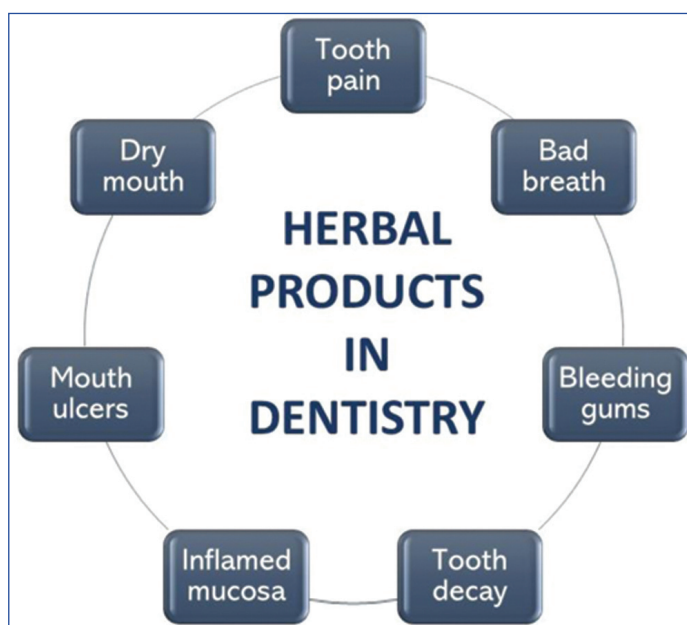 Tooth
pain
Bad
breath
Bleeding
gums
Tooth
decay
Inflamed
mucosa
Mouth
ulcers
Dry
mouth
HERBAL
PRODUCTS
IN
DENTISTRY